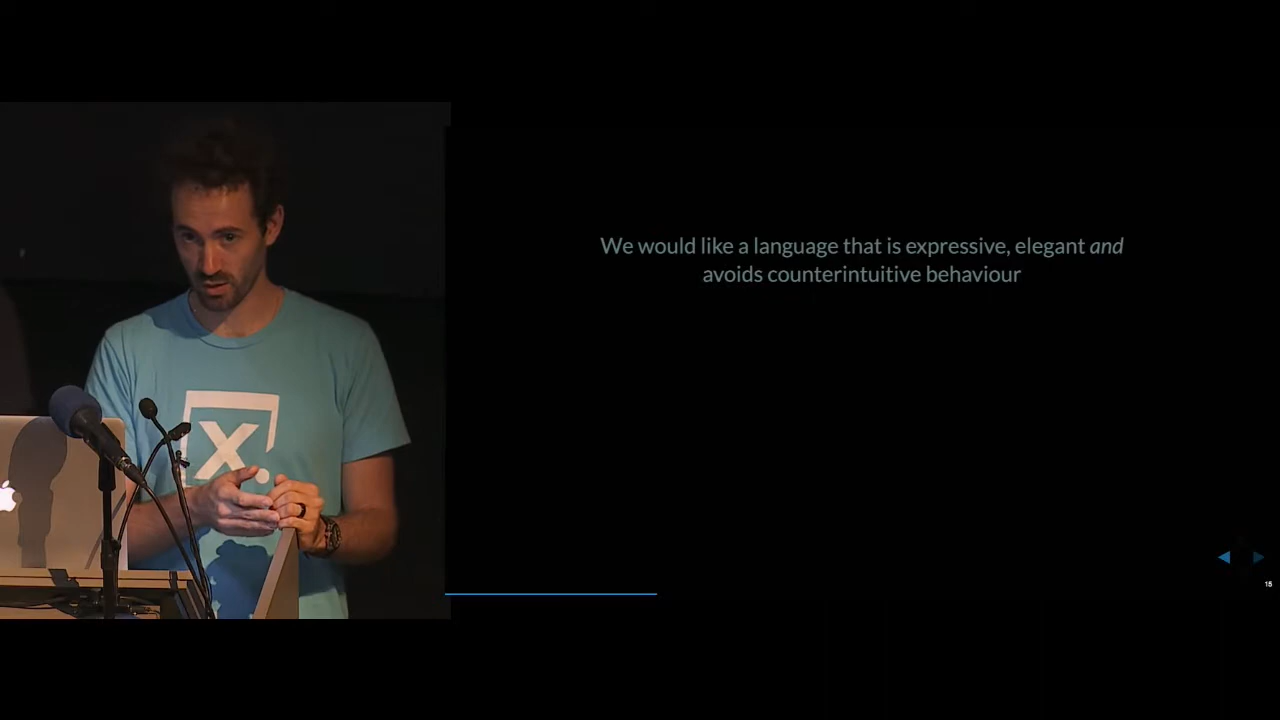 We would like a language that is expressive, elegant and
avoids counterintuitive behaviour
X.